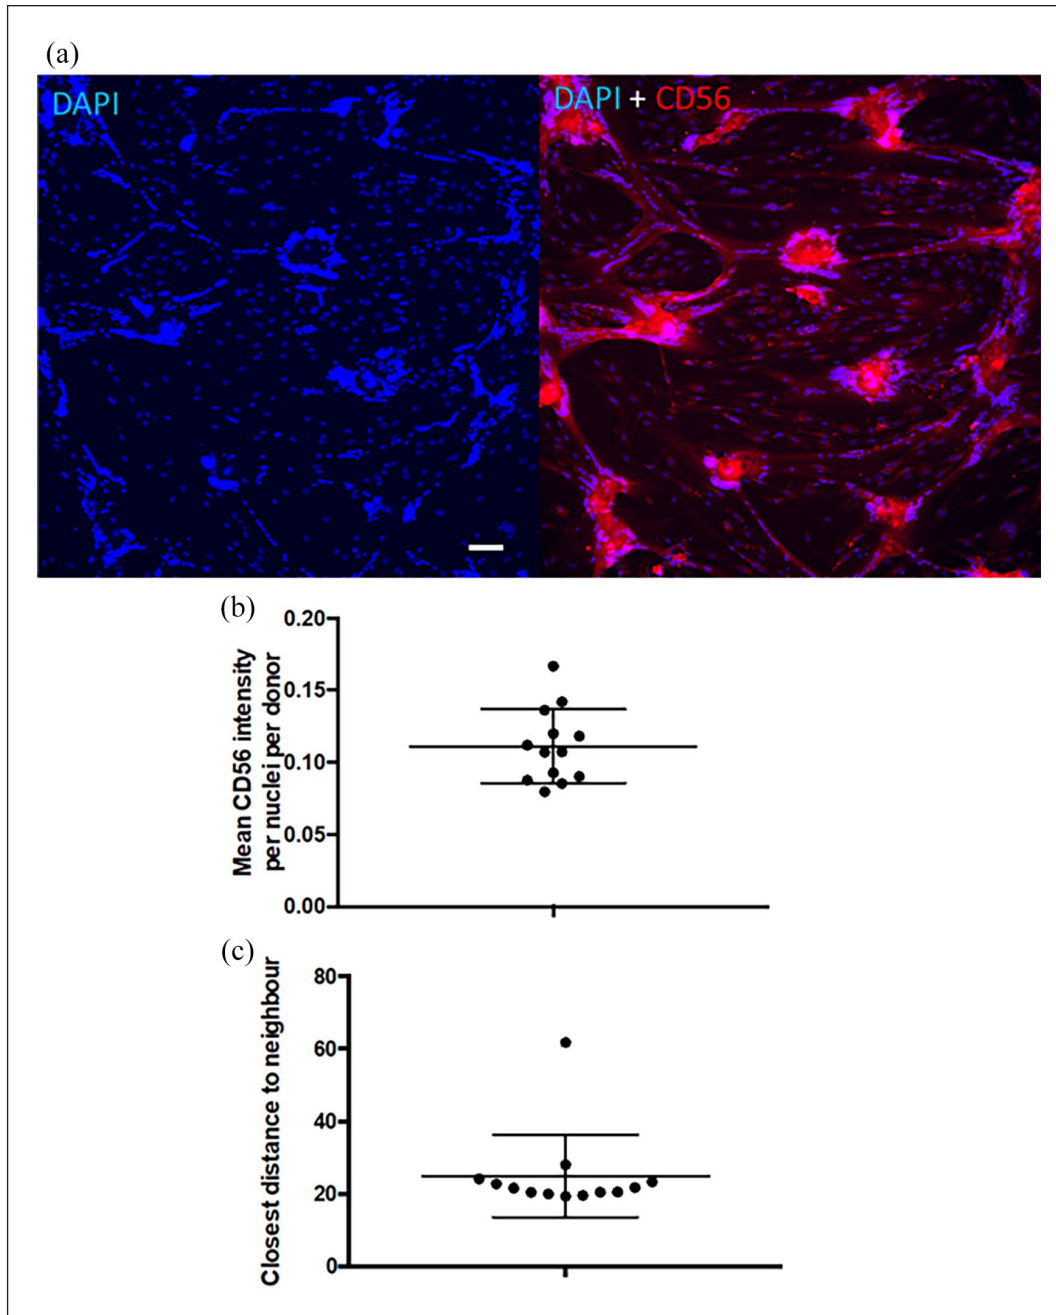 (a)
DAPI
DAPI + CD56
(b)
Mean CD56 intensity
per nuclei per donor
0.20
0.15
0.10
0.05
0.00
(c)
Closest distance to neighbour
80
60
40
20
0